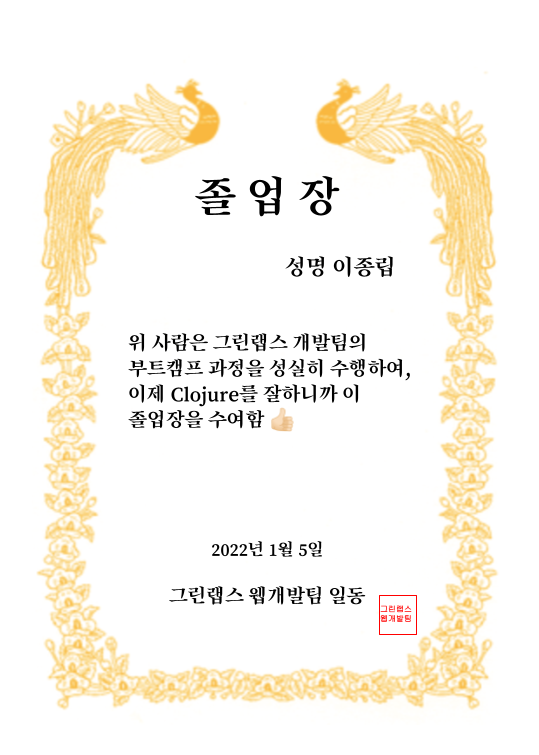 졸업장
성명 이종립
위 사람은 그린랩스 개발팀의
부트캠프 과정을 성실히 수행하여,
이제 Clojure를 잘하니까 이
졸업장을 수여함 👍🏻
2022년 1월 5일
그린랩스 웹개발팀 일동
그린랩스
웹개발팀